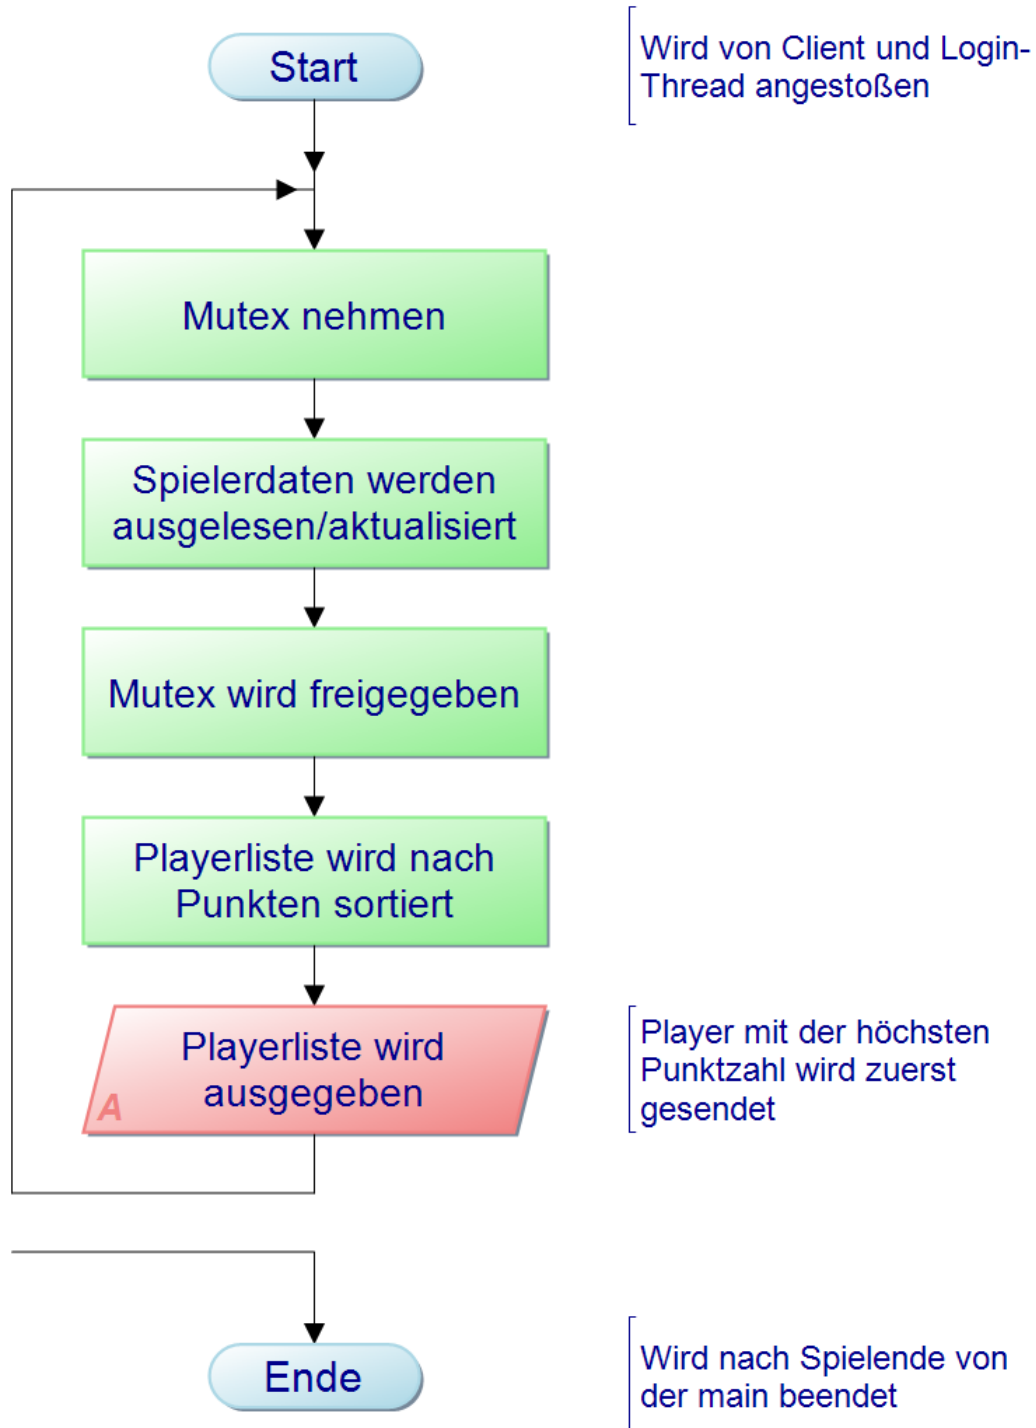 Start
Wird von Client und Login-
Thread angestoßen
Mutex nehmen
Spielerdaten werden
ausgelesen/aktualisiert
Mutex wird freigegeben
Playerliste wird nach
Punkten sortiert
Playerliste wird
ausgegeben
A
Player mit der höchsten
Punktzahl wird zuerst
gesendet
Ende
Wird nach Spielende von
der main beendet